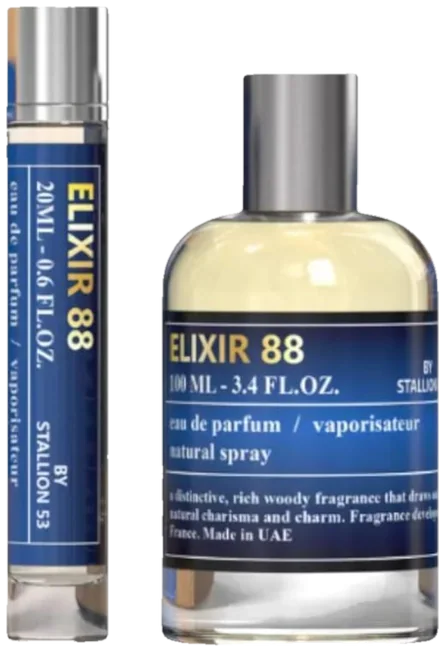 ELIXIR 88
20ML - 0.6 FL.OZ.
BY
STALLION 53
eau de parfum / vaporisateur
ELIXIR 88
100 ML - 3.4 FL.OZ.
BY
STALLION
eau de parfum / vaporisateur
natural spray
a distinctive, rich woody fragrance that draws
natural charisma and charm. Fragrance
France. Made in UAE